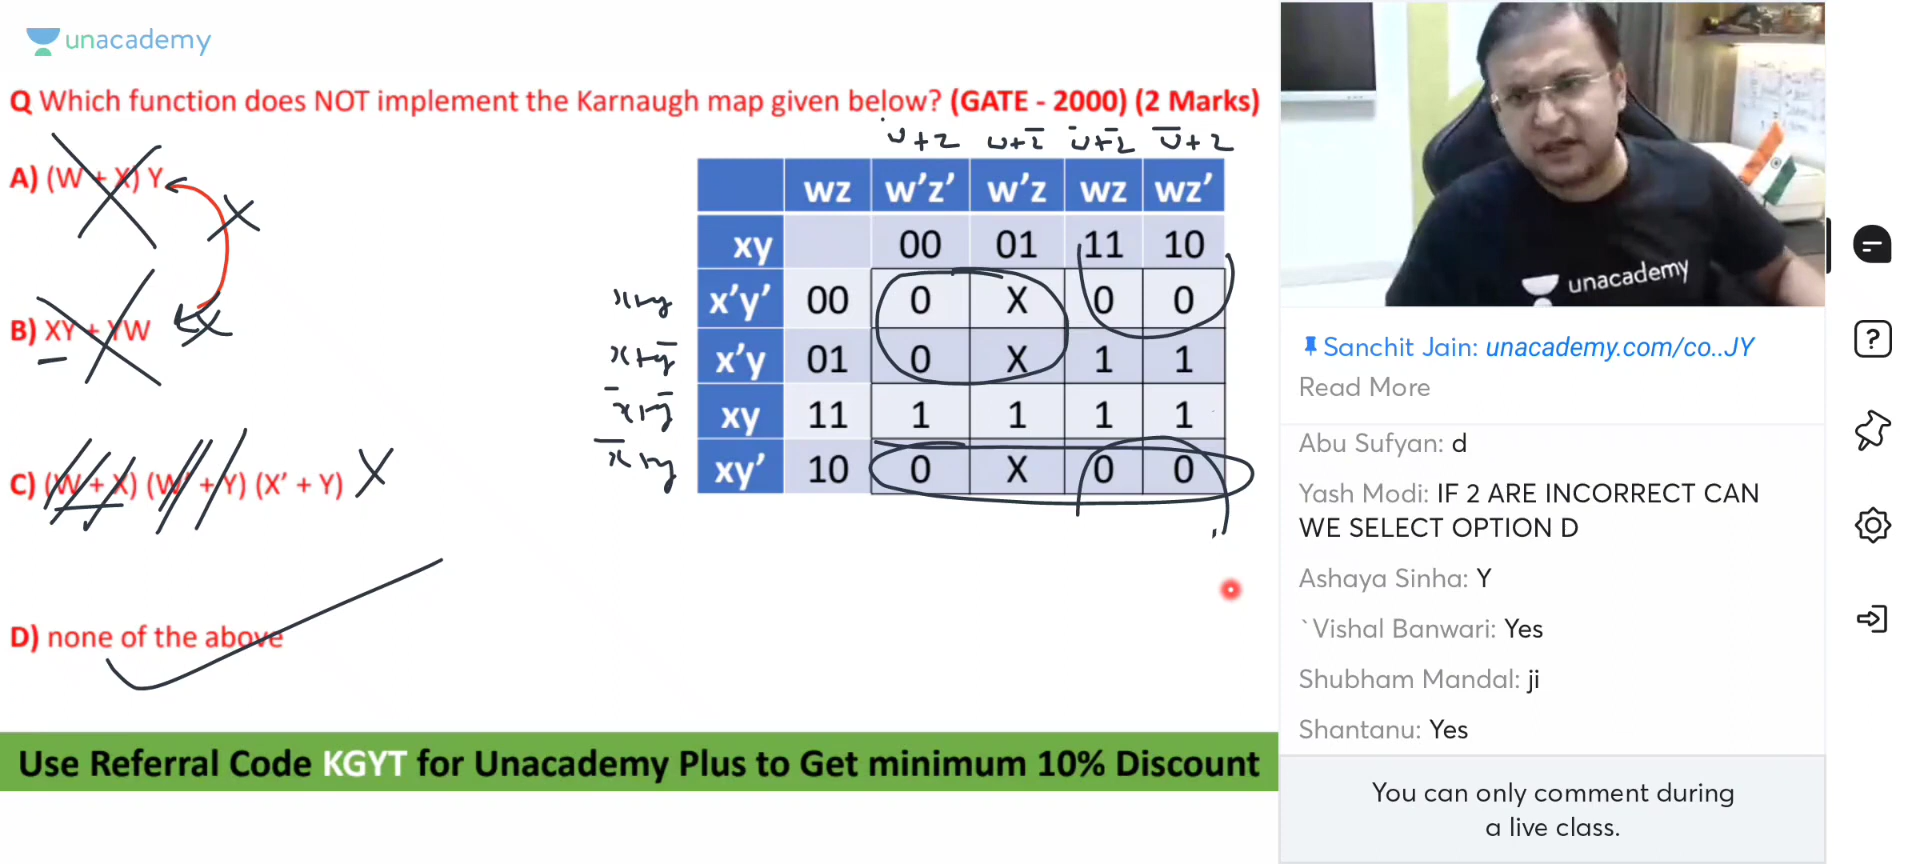 unacademy
Q Which function does NOT implement the Karnaugh map given below? (GATE - 2000) (2 Marks)
A) (W + X) Y
B) XY + YW
C) (W + X) (W' + Y) (X' + Y)
D) none of the above
wz w'z' w'z wz wz'
xy 00 01 11 10
x'y' 00 0 X 0 0
x'y 01 0 X 1 1
xy 11 1 1 1 1
xy' 10 0 X 0 0
Use Referral Code KGYT for Unacademy Plus to Get minimum 10% Discount
unacademy
Sanchit Jain: unacademy.com/co..JY
Read More
Abu Sufyan: d
Yash Modi: IF 2 ARE INCORRECT CAN
WE SELECT OPTION D
Ashaya Sinha: Y
`Vishal Banwari: Yes
Shubham Mandal: ji
Shantanu: Yes
You can only comment during
a live class.